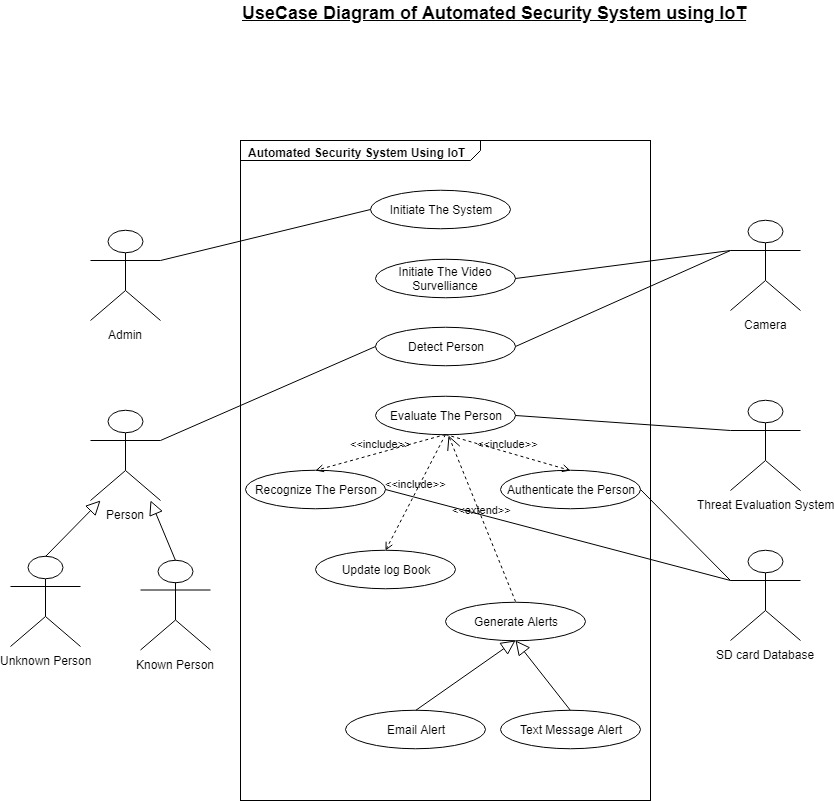 UseCase Diagram of Automated Security System using IoT
Automated Security System Using IoT
Initiate The System
Initiate The Video
Survelliance
Admin
Camera
Detect Person
Evaluate The Person
<<include>>
<<include>>
<<include>>
Recognize The Person
Authenticate the Person
<<extend>>
Person
Threat Evaluation System
Update log Book
Generate Alerts
Unknown Person
Known Person
SD card Database
Email Alert
Text Message Alert